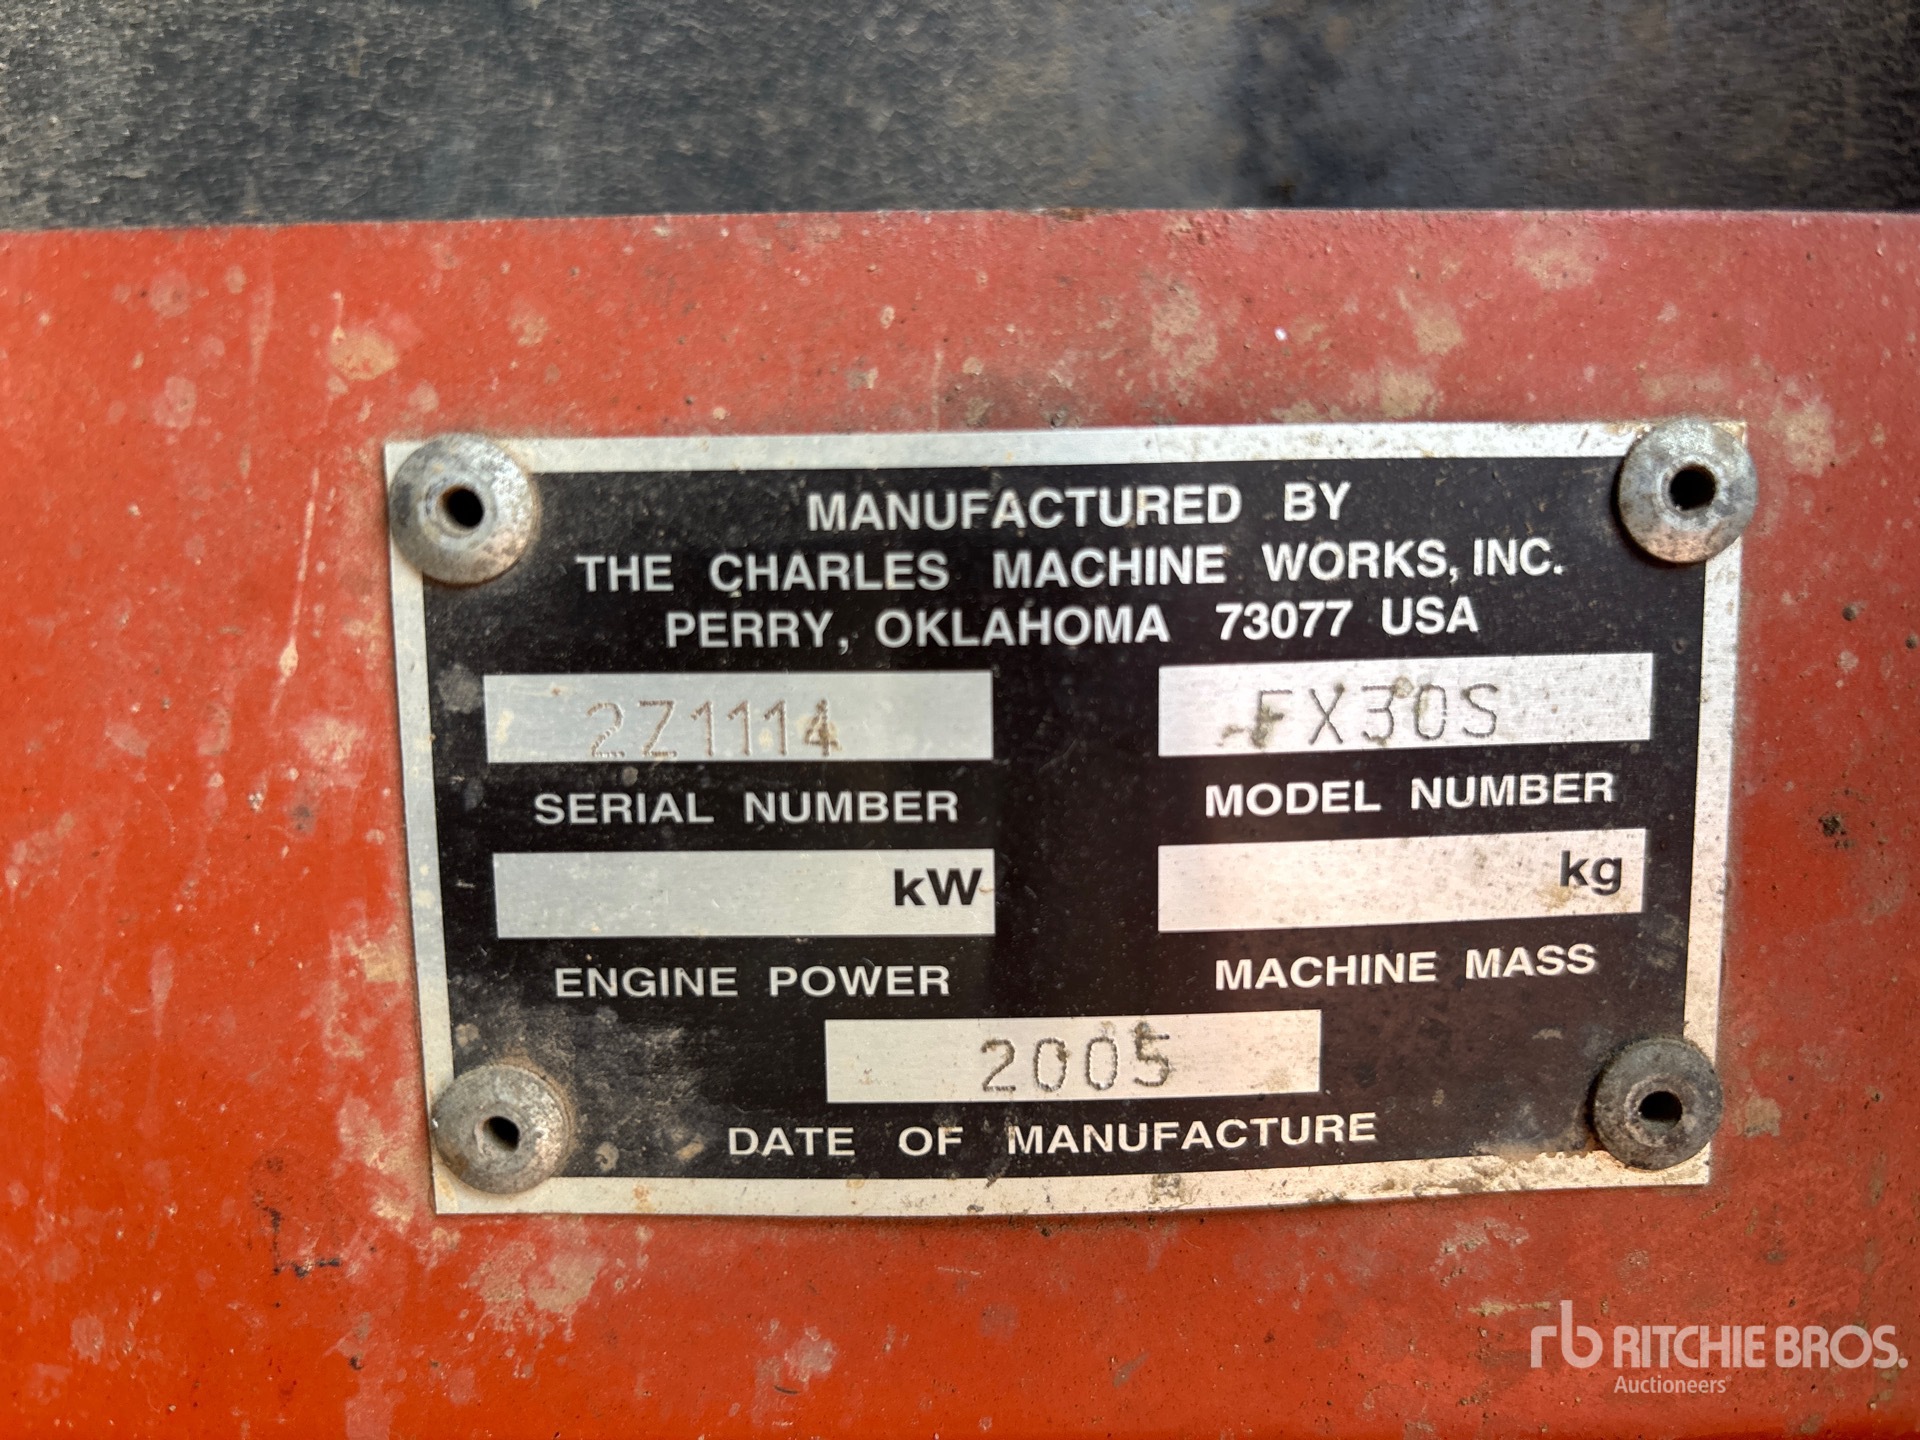 MANUFACTURED BY
THE CHARLES MACHINE WORKS, INC.
PERRY, OKLAHOMA 73077 USA
2Z1114 FX30S
SERIAL NUMBER MODEL NUMBER
kW kg
ENGINE POWER MACHINE MASS
2005
DATE OF MANUFACTURE
rb RITCHIE BROS.
Auctioneers